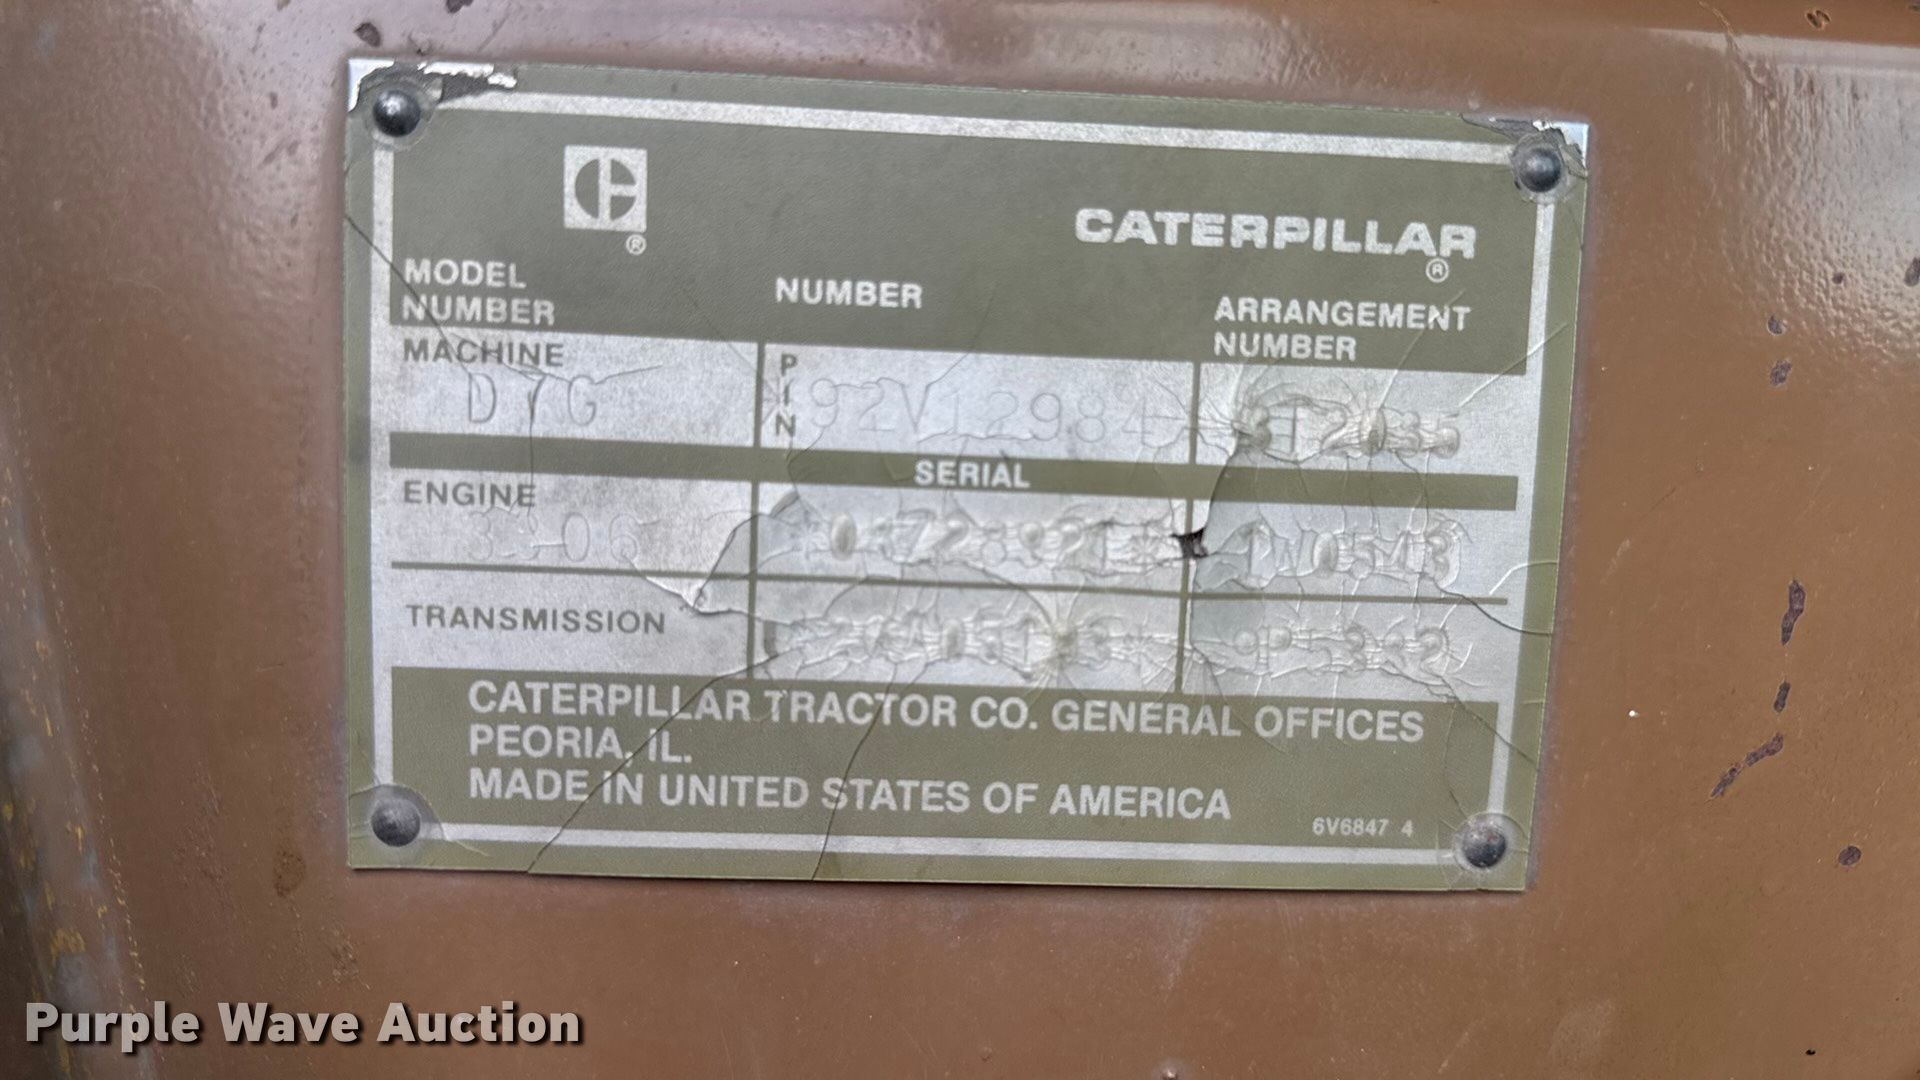 CATERPILLAR
®
®
MODEL NUMBER
NUMBER
ARRANGEMENT NUMBER
MACHINE
D7G
PIN
92V12984
SERIAL
ENGINE
TRANSMISSION
CATERPILLAR TRACTOR CO. GENERAL OFFICES
PEORIA, IL.
MADE IN UNITED STATES OF AMERICA
6V6847 4
Purple Wave Auction